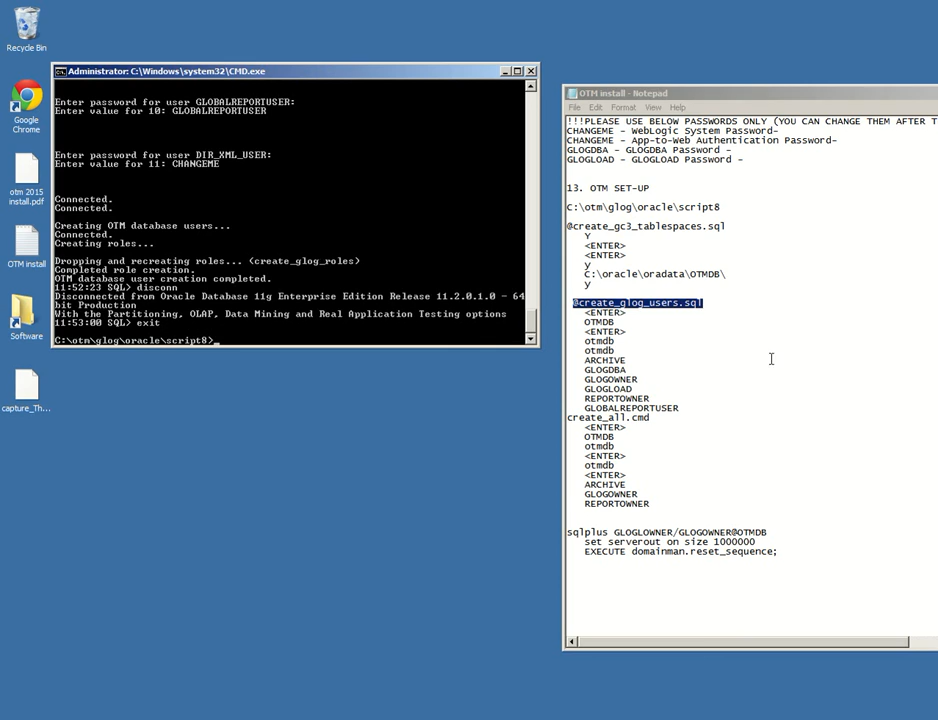 Recycle Bin
Google
Chrome
otm 2015
install.pdf
OTM install
Software
capture_Th...
Administrator: C:\Windows\system32\CMD.exe
Enter password for user GLOBALREPORTUSER:
Enter value for 10: GLOBALREPORTUSER
Enter password for user DIR_XML_USER:
Enter value for 11: CHANGEME
Connected.
Connected.
Creating OTM database users...
Connected.
Creating roles...
Dropping and recreating roles... (create_glog_roles)
Completed role creation.
OTM database user creation completed.
11:52:23 SQL> disconn
Disconnected from Oracle Database 11g Enterprise Edition Release 11.2.0.1.0 - 64
bit Production
With the Partitioning, OLAP, Data Mining and Real Application Testing options
11:53:00 SQL> exit
C:\otm\glog\oracle\script8>_
OTM install - Notepad
File Edit Format View Help
!!!PLEASE USE BELOW PASSWORDS ONLY (YOU CAN CHANGE THEM AFTER T
CHANGEME - WebLogic System Password-
CHANGEME - App-to-Web Authentication Password-
GLOGDBA - GLOGDBA Password -
GLOGLOAD - GLOGLOAD Password -
13. OTM SET-UP
C:\otm\glog\oracle\script8
@create_gc3_tablespaces.sql
Y
<ENTER>
<ENTER>
y
C:\oracle\oradata\OTMDB\
y
@create_glog_users.sql
<ENTER>
OTMDB
<ENTER>
otmdb
otmdb
ARCHIVE
GLOGDBA
GLOGOWNER
GLOGLOAD
REPORTOWNER
GLOBALREPORTUSER
create_all.cmd
<ENTER>
OTMDB
otmdb
<ENTER>
otmdb
<ENTER>
ARCHIVE
GLOGOWNER
REPORTOWNER
sqlplus GLOGLOWNER/GLOGOWNER@OTMDB
set serverout on size 1000000
EXECUTE domainman.reset_sequence;